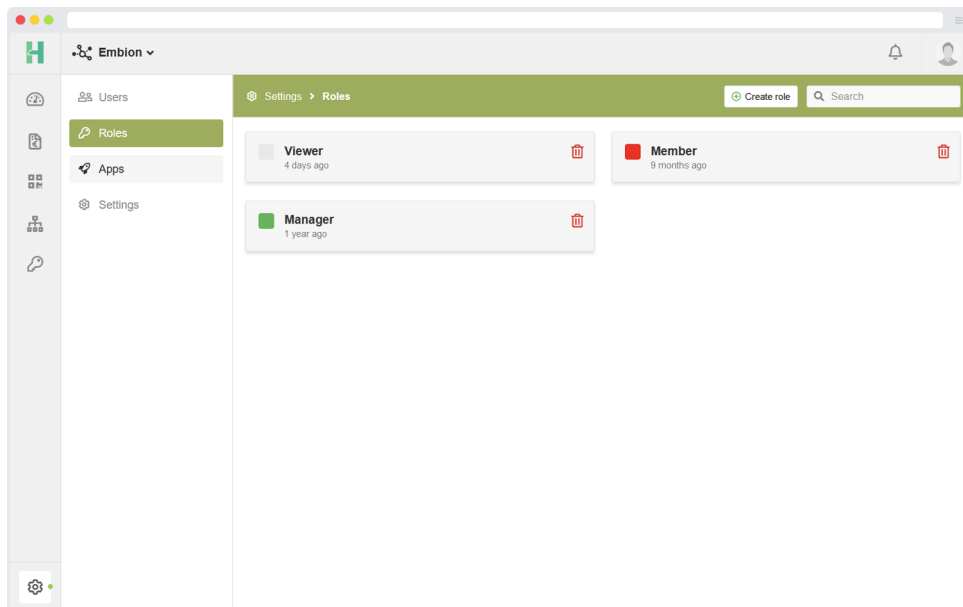 H
Embion
Users
Roles
Apps
Settings
Settings > Roles
Create role
Search
Viewer
4 days ago
Member
9 months ago
Manager
1 year ago